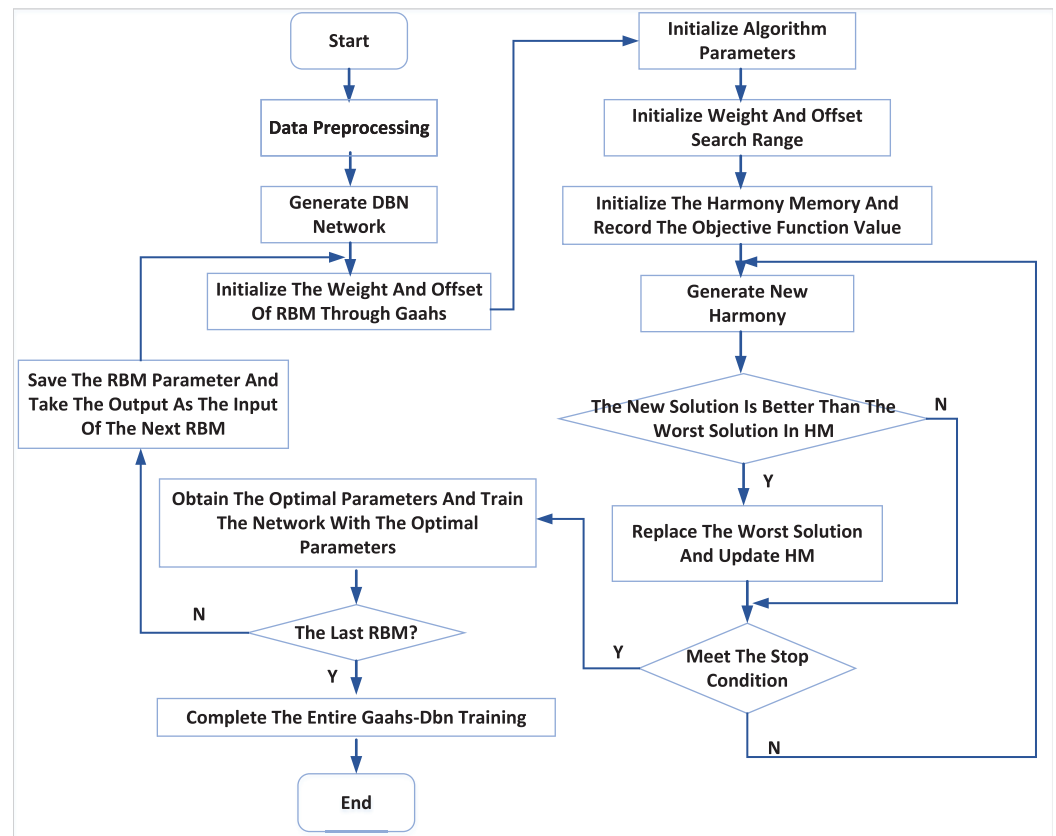 Start
Data Preprocessing
Generate DBN
Network
Initialize The Weight And Offset
Of RBM Through Gaahs
Save The RBM Parameter And
Take The Output As The Input
Of The Next RBM
Initialize Algorithm
Parameters
Initialize Weight And Offset
Search Range
Initialize The Harmony Memory And
Record The Objective Function Value
Generate New
Harmony
The New Solution Is Better Than The
Worst Solution In HM
N
Y
Replace The Worst Solution
And Update HM
Meet The Stop
Condition
Y
N
Obtain The Optimal Parameters And Train
The Network With The Optimal
Parameters
The Last RBM?
N
Y
Complete The Entire Gaahs-Dbn Training
End